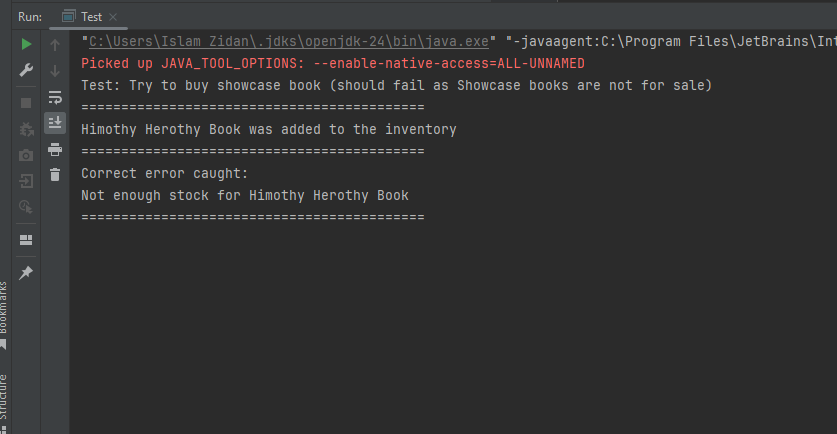 Run: Test
"C:\Users\Islam Zidan\.jdks\openjdk-24\bin\java.exe" "-javaagent:C:\Program Files\JetBrains\Int
Picked up JAVA_TOOL_OPTIONS: --enable-native-access=ALL-UNNAMED
Test: Try to buy showcase book (should fail as Showcase books are not for sale)
===========================================
Himothy Herothy Book was added to the inventory
===========================================
Correct error caught:
Not enough stock for Himothy Herothy Book
===========================================
Bookmarks
Structure